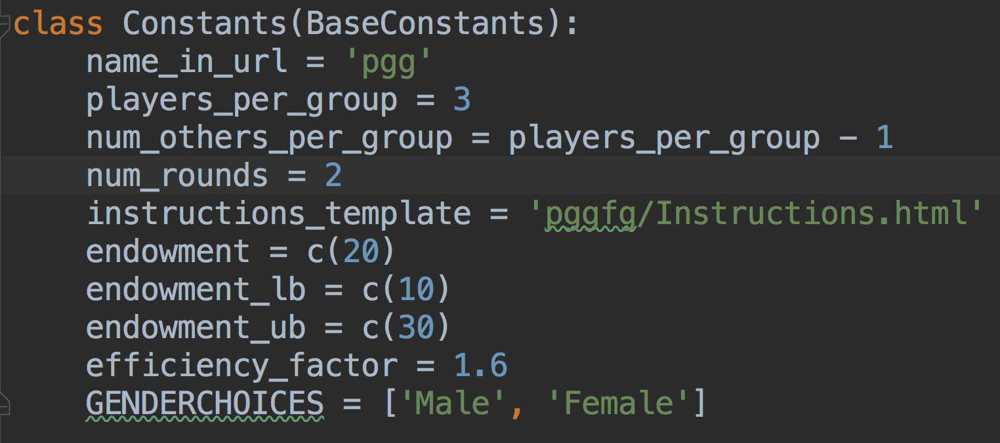 class Constants(BaseConstants):
    name_in_url = 'pgg'
    players_per_group = 3
    num_others_per_group = players_per_group - 1
    num_rounds = 2
    instructions_template = 'pggfg/Instructions.html'
    endowment = c(20)
    endowment_lb = c(10)
    endowment_ub = c(30)
    efficiency_factor = 1.6
    GENDERCHOICES = ['Male', 'Female']